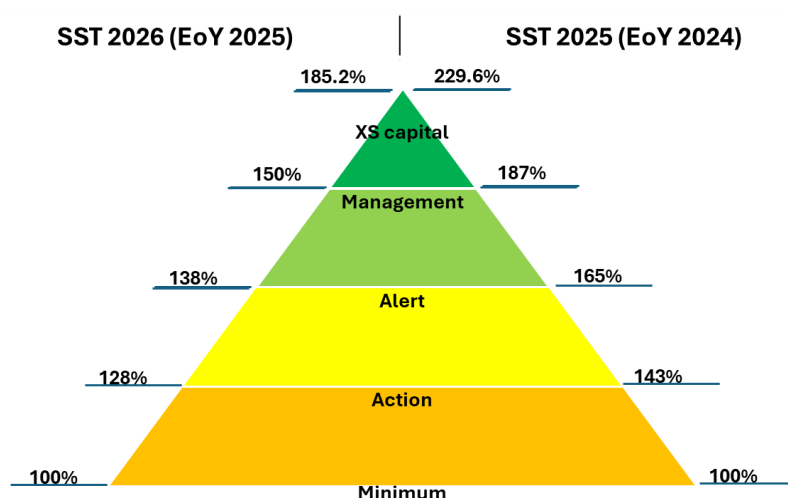 SST 2026 (EoY 2025)
SST 2025 (EoY 2024)
185.2%
229.6%
XS capital
150%
187%
Management
138%
165%
Alert
128%
143%
Action
100%
100%
Minimum